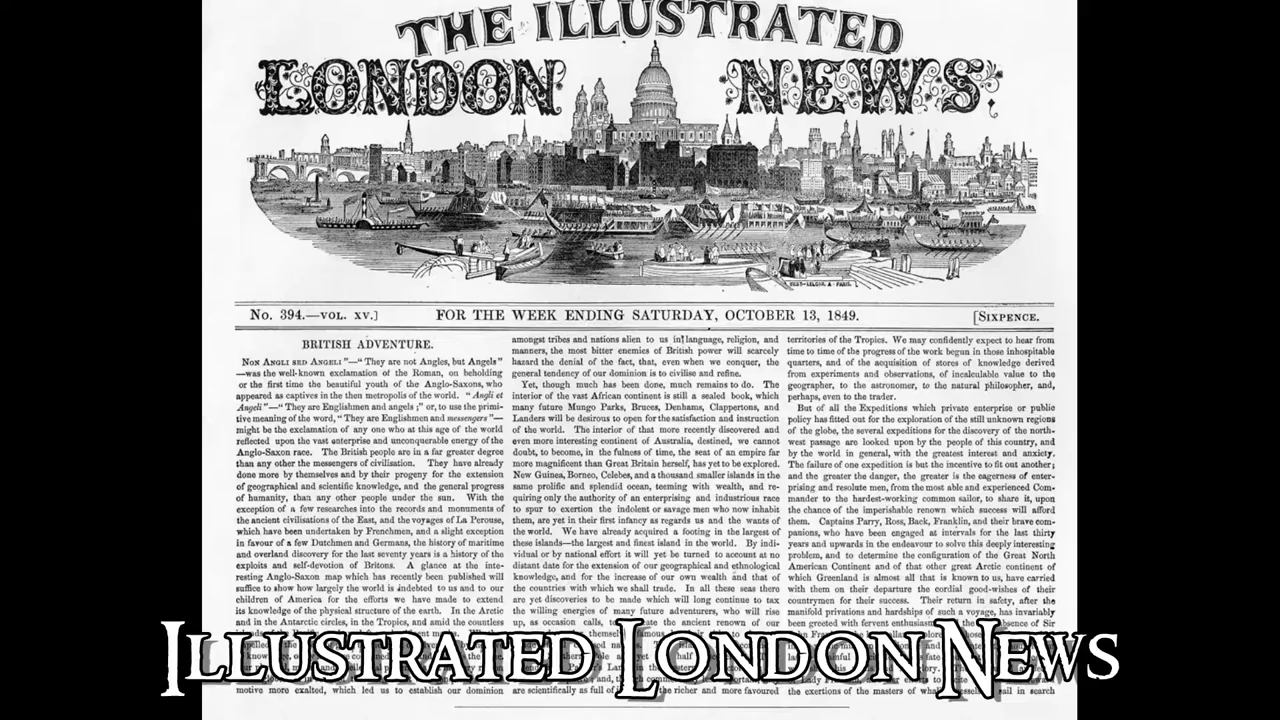 THE ILLUSTRATED
LONDON NEWS.
No. 394.—VOL. XV.]
FOR THE WEEK ENDING SATURDAY, OCTOBER 13, 1849.
[SIXPENCE.
BRITISH ADVENTURE.
NON ANGLI SED ANGELI"—"They are not Angles, but Angels"
—was the well-known exclamation of the Roman, on beholding
or the first time the beautiful youth of the Anglo-Saxons, who
appeared as captives in the then metropolis of the world. "Angli et
Angeli"—"They are Englishmen and angels;" or, to use the primi-
tive meaning of the word, "They are Englishmen and messengers"—
might be the exclamation of any one who at this age of the world
reflected upon the vast enterprise and unconquerable energy of the
Anglo-Saxon race. The British people are in a far greater degree
than any other the messengers of civilisation. They have already
done more by themselves and by their progeny for the extension
of geographical and scientific knowledge, and the general progress
of humanity, than any other people under the sun. With the
exception of a few researches into the records and monuments of
the ancient civilisations of the East, and the voyages of La Perouse,
which have been undertaken by Frenchmen, and a slight exception
in favour of a few Dutchmen and Germans, the history of maritime
and overland discovery for the last seventy years is a history of the
exploits and self-devotion of Britons. A glance at the inte-
resting Anglo-Saxon map which has recently been published will
suffice to show how largely the world is indebted to us and to our
children of America for the efforts we have made to extend
its knowledge of the physical structure of the earth. In the Arctic
and in the Antarctic circles, in the Tropics, and amid the countless
motive more exalted, which led us to establish our dominion
amongst tribes and nations alien to us in language, religion, and
manners, the most bitter enemies of British power will scarcely
hazard the denial of the fact, that, even when we conquer, the
general tendency of our dominion is to civilise and refine.
Yet, though much has been done, much remains to do. The
interior of the vast African continent is still a sealed book, which
many future Mungo Parks, Bruces, Denhams, Clappertons, and
Landers will be desirous to open for the satisfaction and instruction
of the world. The interior of that more recently discovered and
even more interesting continent of Australia, destined, we cannot
doubt, to become, in the fulness of time, the seat of an empire far
more magnificent than Great Britain herself, has yet to be explored.
New Guinea, Borneo, Celebes, and a thousand smaller islands in the
same prolific and splendid ocean, teeming with wealth, and re-
quiring only the authority of an enterprising and industrious race
to spur to exertion the indolent or savage men who now inhabit
them, are yet in their first infancy as regards us and the wants of
the world. We have already acquired a footing in the largest of
these islands—the largest and finest island in the world. By indi-
vidual or by national effort it will yet be turned to account at no
distant date for the extension of our geographical and ethnological
knowledge, and for the increase of our own wealth and that of
the countries with which we shall trade. In all these seas there
are yet discoveries to be made which will long continue to tax
the willing energies of many future adventurers, who will rise
up, as occasion calls, to the ancient renown of our
are scientifically as full of the richer and more favoured
territories of the Tropics. We may confidently expect to hear from
time to time of the progress of the work begun in those inhospitable
quarters, and of the acquisition of stores of knowledge derived
from experiments and observations, of incalculable value to the
geographer, to the astronomer, to the natural philosopher, and,
perhaps, even to the trader.
But of all the Expeditions which private enterprise or public
policy has fitted out for the exploration of the still unknown regions
of the globe, the several expeditions for the discovery of the north-
west passage are looked upon by the people of this country, and
by the world in general, with the greatest interest and anxiety.
The failure of one expedition is but the incentive to fit out another;
and the greater the danger, the greater is the eagerness of enter-
prising and resolute men, from the most able and experienced Com-
mander to the hardest-working common sailor, to share it, upon
the chance of the imperishable renown which success will afford
them. Captains Parry, Ross, Back, Franklin, and their brave com-
panions, who have been engaged at intervals for the last thirty
years and upwards in the endeavour to solve this deeply interesting
problem, and to determine the configuration of the Great North
American Continent and of that other great Arctic continent of
which Greenland is almost all that is known to us, have carried
with them on their departure the cordial good-wishes of their
countrymen for their success. Their return in safety, after the
manifold privations and hardships of such a voyage, has invariably
been greeted with fervent of Sir
the exertions of the masters of sail in search
ILLUSTRATED LONDON NEWS